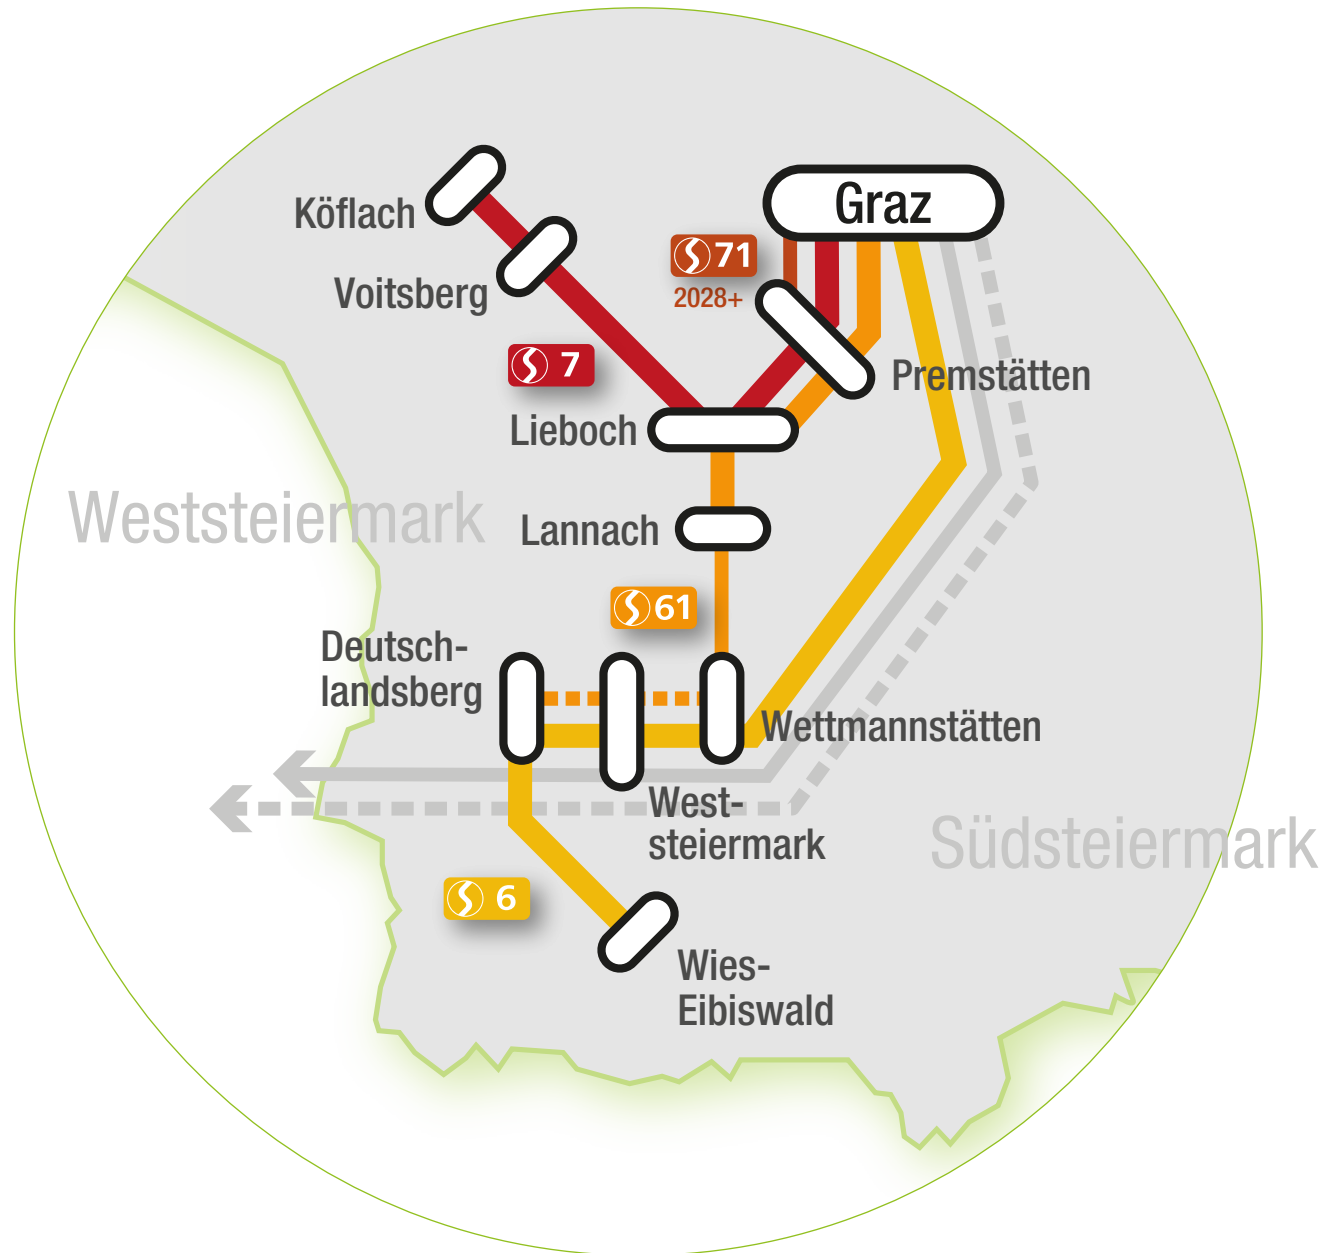 Graz
Köflach
71
2028+
Voitsberg
7
Premstätten
Lieboch
Weststeiermark
Lannach
61
Deutsch-
landsberg
Wettmannstätten
West-
steiermark
Südsteiermark
6
Wies-
Eibiswald